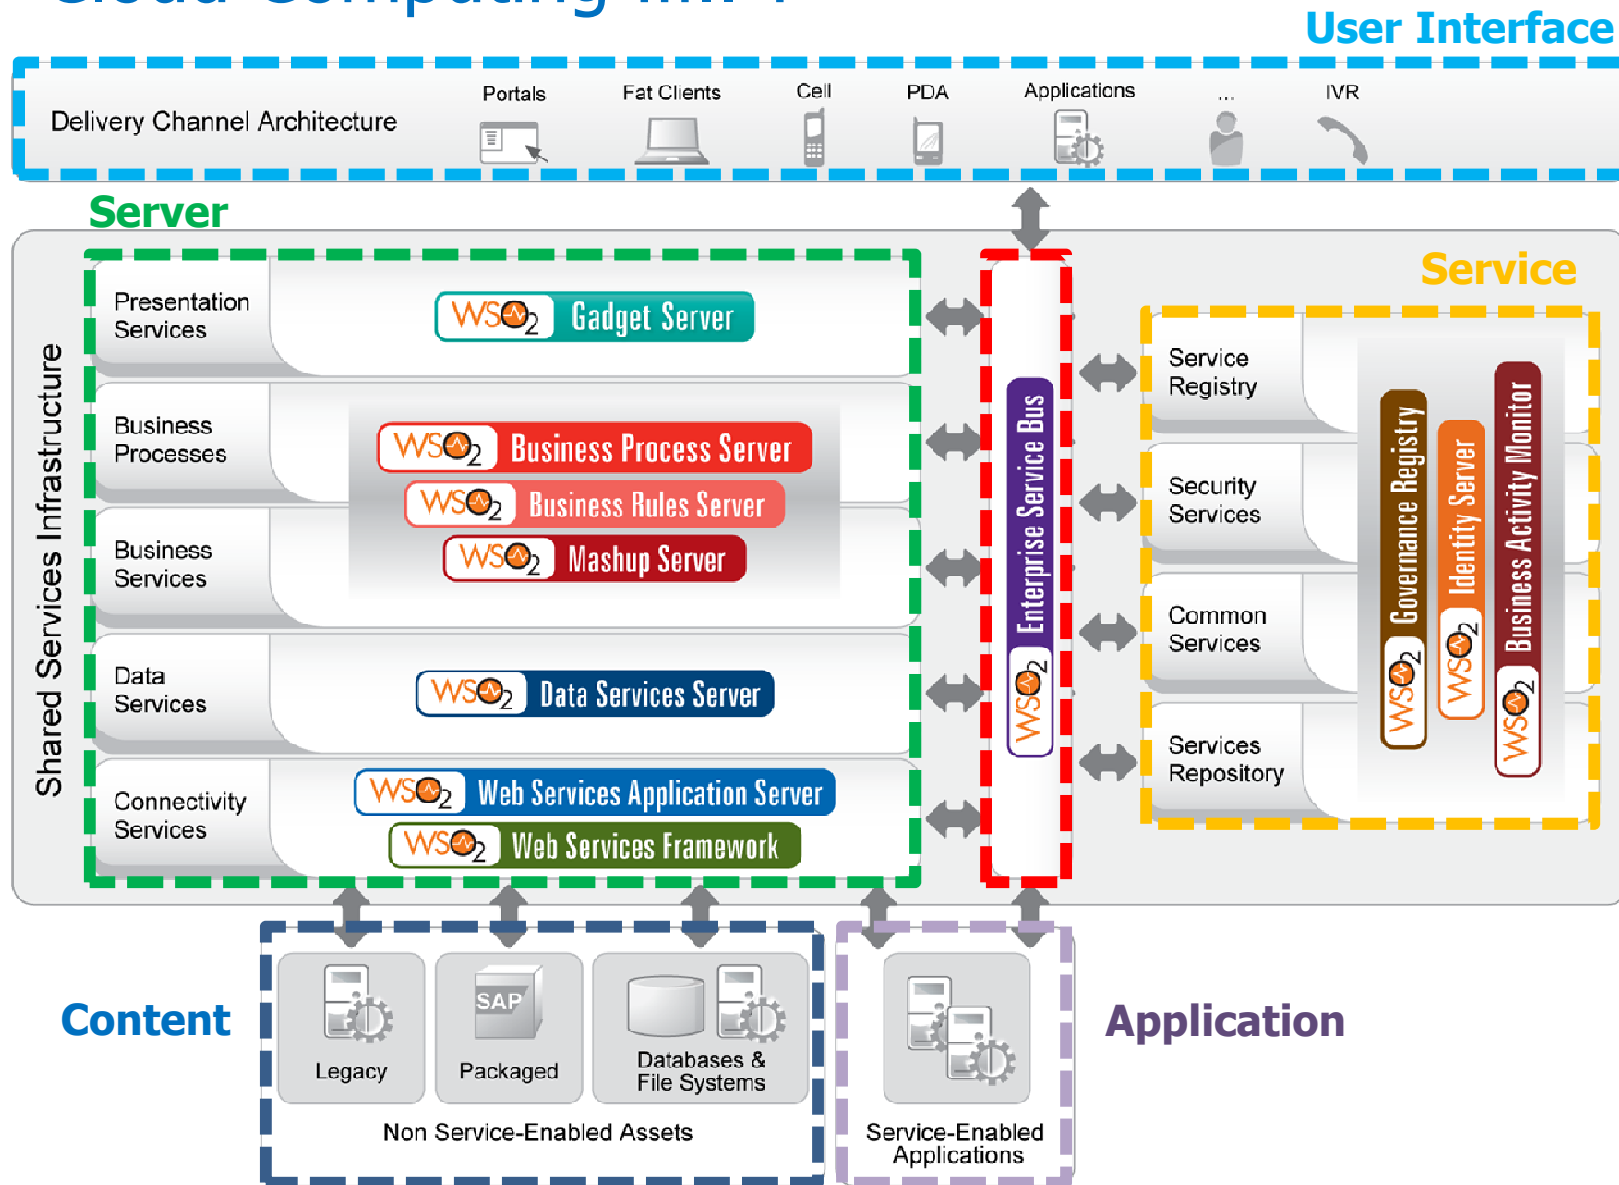 Cloud Computing
User Interface
Delivery Channel Architecture
Portals
Fat Clients
Cell
PDA
Applications
...
IVR
Server
Service
Shared Services Infrastructure
Presentation
Services
WSO2 Gadget Server
Business
Processes
WSO2 Business Process Server
WSO2 Business Rules Server
Business
Services
WSO2 Mashup Server
Data
Services
WSO2 Data Services Server
Connectivity
Services
WSO2 Web Services Application Server
WSO2 Web Services Framework
WSO2 Enterprise Service Bus
Service
Registry
Security
Services
Common
Services
Services
Repository
WSO2 Governance Registry
WSO2 Identity Server
WSO2 Business Activity Monitor
Content
Legacy
SAP
Packaged
Databases &
File Systems
Non Service-Enabled Assets
Service-Enabled
Applications
Application